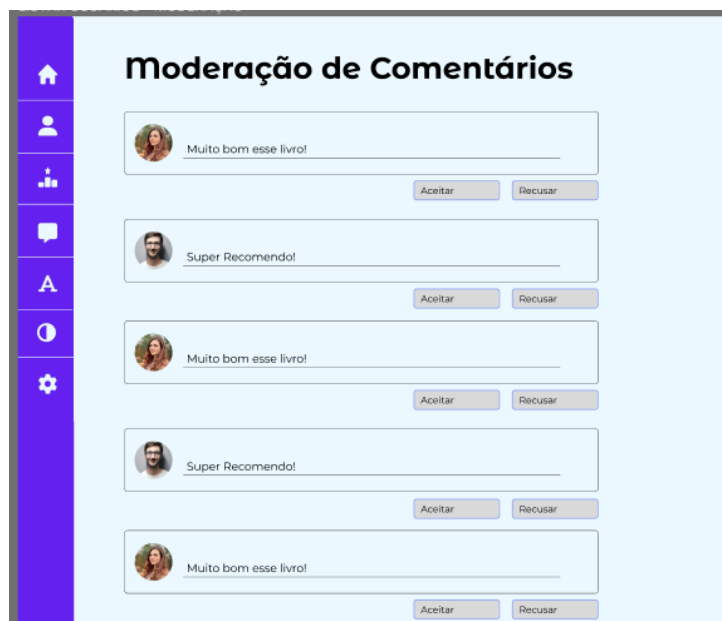 Moderação de Comentários
Muito bom esse livro!
Aceitar Recusar
Super Recomendo!
Aceitar Recusar
Muito bom esse livro!
Aceitar Recusar
Super Recomendo!
Aceitar Recusar
Muito bom esse livro!
Aceitar Recusar